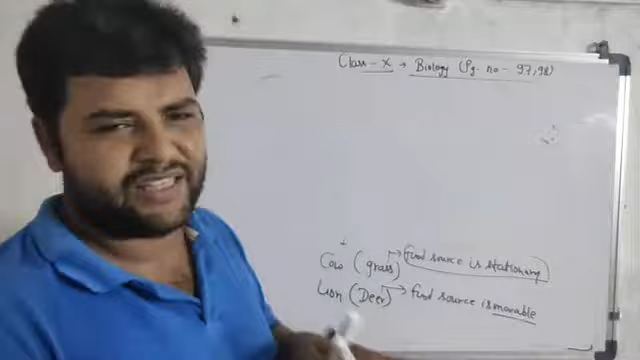 Class - X → Biology (Pg. no - 97,98)
Cow (grass) → food source is stationary
Lion (Deer) → food source is movable